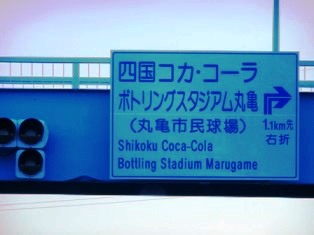 四国コカ・コーラ
ボトリングスタジアム丸亀
(丸亀市民球場)
1.1km先
右折
Shikoku Coca-Cola
Bottling Stadium Marugame